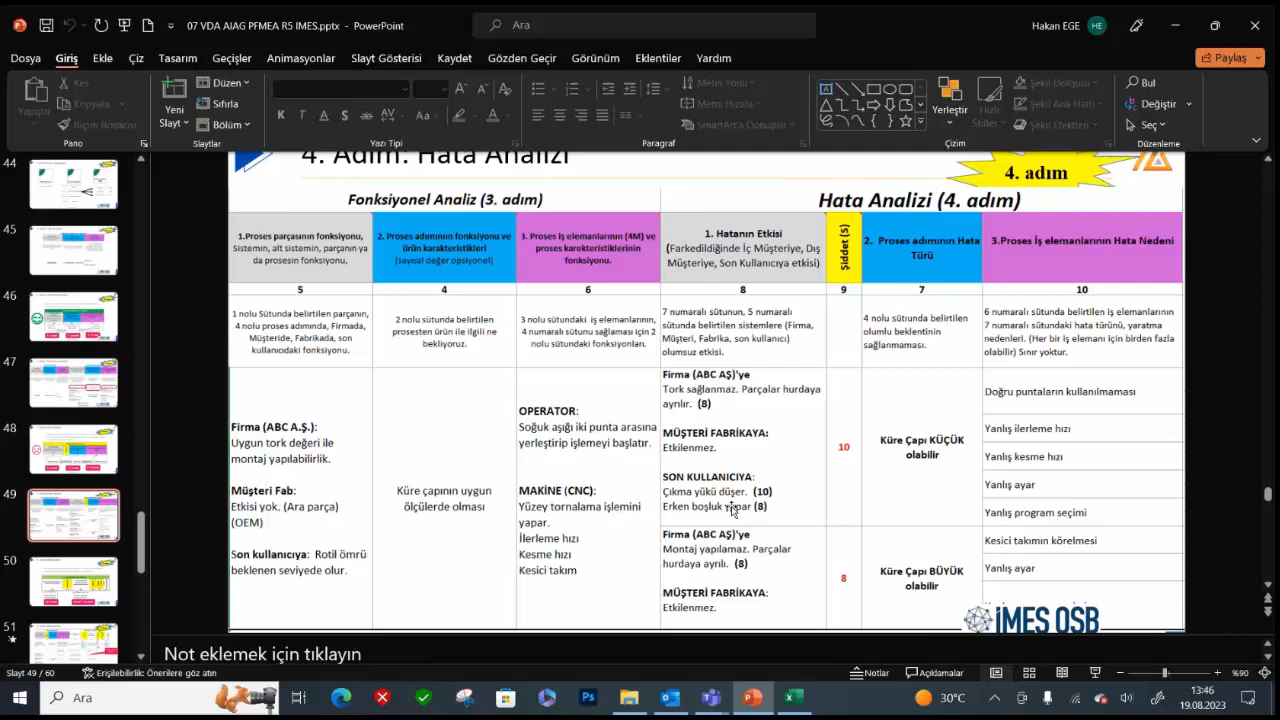 07 VDA AIAG PFMEA R5 IMES.pptx - PowerPoint
Ara
Hakan EGE
HE
Dosya
Giriş
Ekle
Çiz
Tasarım
Geçişler
Animasyonlar
Slayt Gösterisi
Kaydet
Gözden Geçir
Görünüm
Eklentiler
Yardım
Paylaş
Yapıştır
Kes
Kopyala
Biçim Boyacısı
Pano
Yeni
Slayt
Düzen
Sıfırla
Bölüm
Slaytlar
K T A S ab AV Aa A
Yazı Tipi
Metin Yönü
Metni Hizala
SmartArt'a Dönüştür
Paragraf
Yerleştir
Hızlı
Stiller
Şekil Dolgusu
Şekil Ana Hattı
Şekil Efektleri
Çizim
Bul
Değiştir
Seç
Düzenleme
44
45
46
47
48
49
50
51
4. Adım: Hata Analizi
4. adım
Fonksiyonel Analiz (3. adım)
Hata Analizi (4. adım)
1.Proses parçasının fonksiyonu,
Sistemin, alt sistemin, parçanın ya
da prosesin fonksiyonu,
2. Proses adımının fonksiyonu ve
ürün karakteristikleri
(sayısal değer opsiyonel)
3. Proses iş elemanlarının (4M) ve
proses karekteristiklerinin
fonksiyonu.
1. Hatanın Etkisi
(Farkedildiğinde İç Müşteriye, Dış
Müşteriye, Son Kullanıcıya etkisi)
Şiddet (Ş)
2. Proses adımının Hata
Türü
3.Proses İş elemanlarının Hata Nedeni
5
4
6
8
9
7
10
1 nolu Sütunda belirtilen parçanın,
4 nolu proses adımında, Firmada,
Müşteride, Fabrikada, son
kullanıcıdaki fonksiyonu.
2 nolu sütunda belirtilen
prosesten ürün ile ilgili ne
bekliyoruz.
3 nolu sütundaki iş elemanlarının,
4 numaralı sütunu sağlaması için 2
nolu sütundaki fonksiyonları.
7 numaralı sütunun, 5 numaralı
sütunda belirtilen sistemlere (Firma,
Müşteri, Fabrika, son kullanıcı)
olumsuz etkisi.
4 nolu sütunda belirtilen
olumlu beklentinin
sağlanmaması.
6 numaralı sütunda belirtilen iş elemanlarının
7 numaralı sütundaki hata türünü, yaratma
nedenleri. (Her bir iş elemanı için birden fazla
olabilir) Sınır yoktur.
Firma (ABC A.Ş.):
Uygun tork değeri ile
montaj yapılabilirlik.
Müşteri Fab:
Etkisi yok. (Ara parça)
(OEM)
Son kullanıcıya: Rotil ömrü
beklenen seviyede olur.
Küre çapının uygun
ölçülerde olması
OPERATOR:
Soğuk aşığı iki punta arasına
yerleştirip işlemeyi başlatır.
MAKİNE (CNC):
Yüzey tornalama işlemini
yapar.
İlerleme hızı
Kesme hızı
Kesici takım
Firma (ABC AŞ)'ye
Tork sağlanmaz. Parçalar hurdaya
ayrılır. (8)
MÜŞTERİ FABRİKAYA:
Etkilenmez.
SON KULLANICIYA:
Çıkma yükü düşer. (10)
Erken boşluk yapar (8)
10
Küre Çapı KÜÇÜK
olabilir
Doğru puntaların kullanılmaması
Yanlış ilerleme hızı
Yanlış kesme hızı
Yanlış ayar
Yanlış program seçimi
Firma (ABC AŞ)'ye
Montaj yapılamaz. Parçalar
hurdaya ayrılı. (8)
MÜŞTERİ FABRİKAYA:
Etkilenmez.
8
Küre Çapı BÜYÜK
olabilir
Kesici takımın körelmesi
Yanlış ayar
İMES OSB
Not eklemek için tıklayın
Slayt 49 / 60
Erişilebilirlik: Önerilere göz atın
Notlar
Açıklamalar
%90
Ara
30°C
13:46
19.08.2023